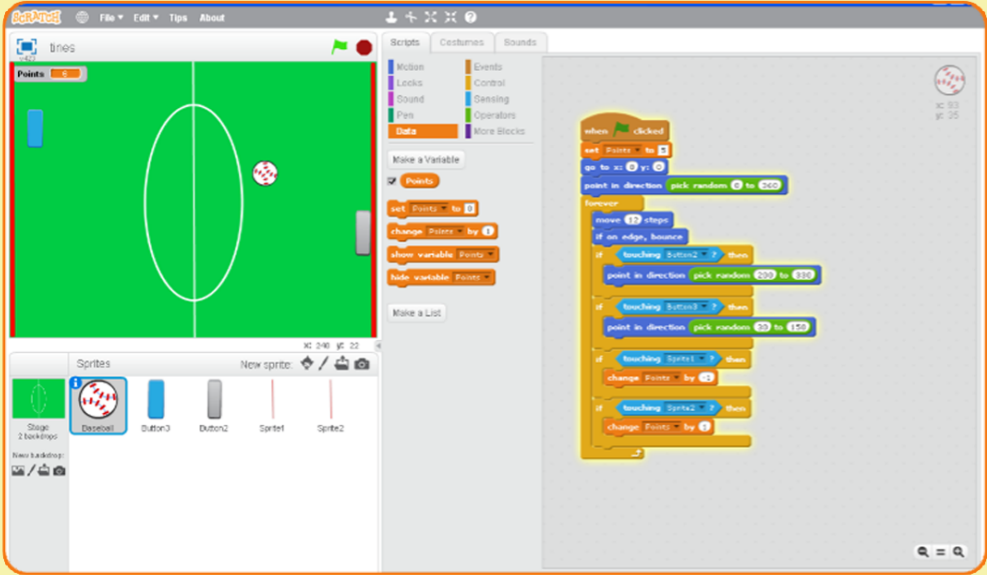 SCRATCH File Edit Tips About
tines
v423
Points 6
x: 240 y: 22
Sprites New sprite:
Stage
2 backdrops
New backdrop:
Baseball
Button3
Button2
Sprite1
Sprite2
Scripts Costumes Sounds
Motion Events
Looks Control
Sound Sensing
Pen Operators
Data More Blocks
Make a Variable
Points
set Points to 0
change Points by 1
show variable Points
hide variable Points
Make a List
x: 93
y: 25
when clicked
set Points to 5
go to x: 0 y: 0
point in direction pick random 0 to 360
forever
move 12 steps
if on edge, bounce
if touching Button2 ? then
point in direction pick random to 330
if touching Button3 ? then
point in direction pick random 30 to 150
if touching Sprite1 ? then
change Points by -1
if touching Sprite2 ? then
change Points by 1